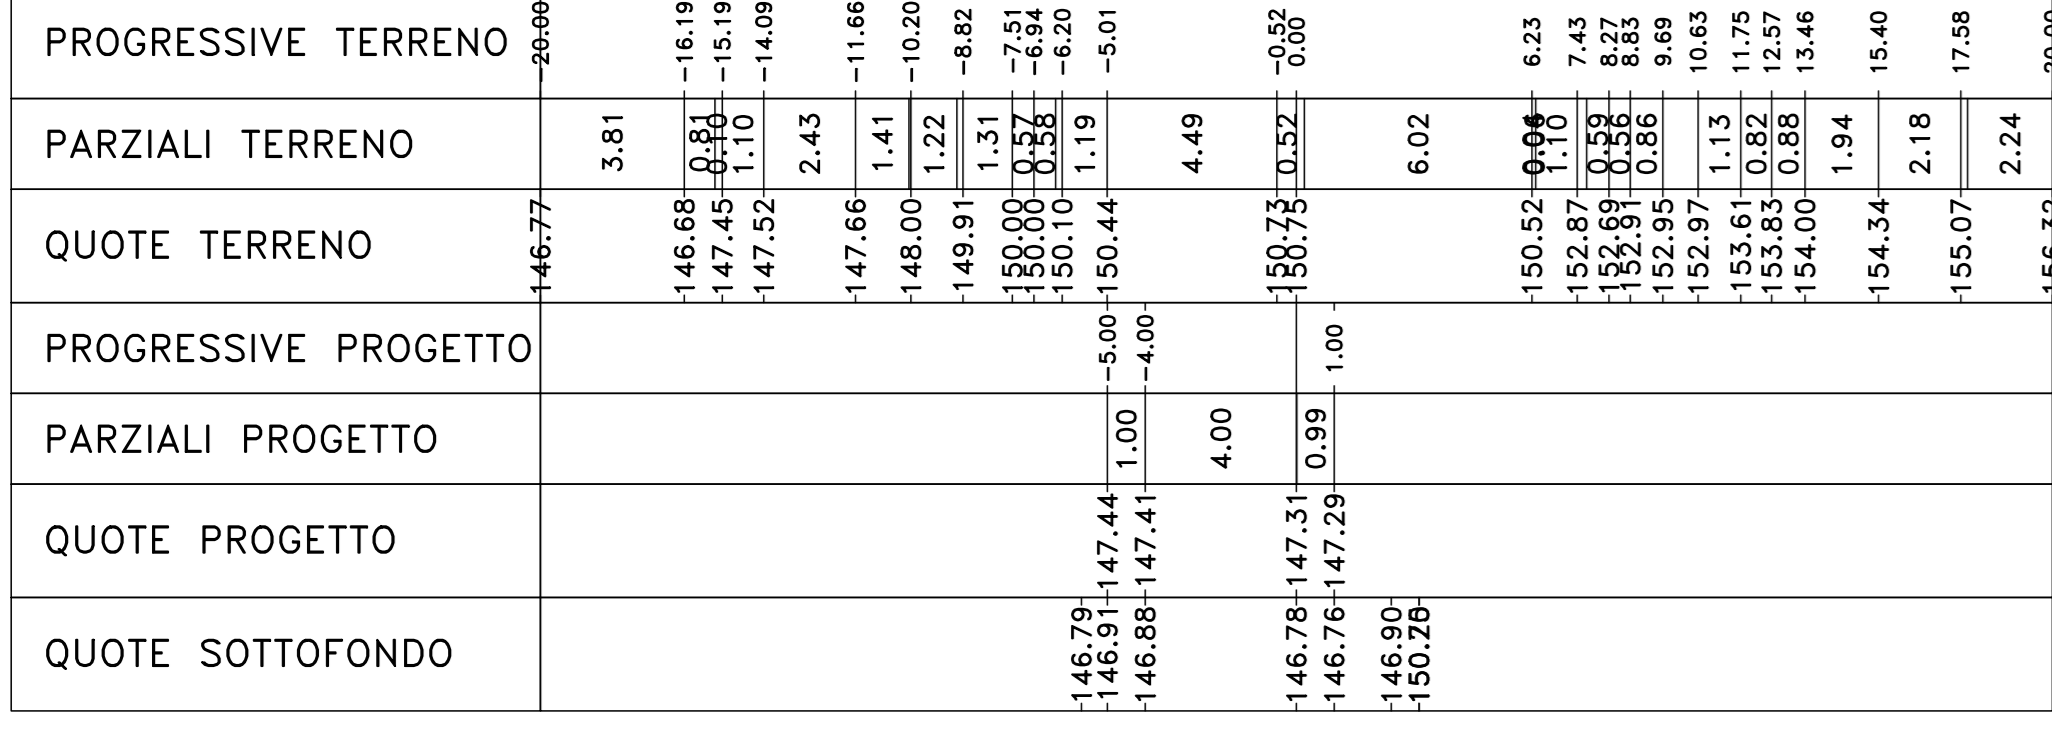 PROGRESSIVE TERRENO -20.00 -16.19 -15.19 -14.09 -11.66 -10.20 -8.82 -7.51 -6.94 -6.20 -5.01 -0.52 0.00 6.23 7.43 8.27 8.83 9.69 10.63 11.75 12.57 13.46 15.40 17.58 20.00
PARZIALI TERRENO 3.81 0.81 0.10 1.10 2.43 1.41 1.22 1.31 0.57 0.58 1.19 4.49 0.52 6.02 1.10 0.59 0.56 0.86 1.13 0.82 0.88 1.94 2.18 2.24
QUOTE TERRENO 146.77 146.68 147.45 147.52 147.66 148.00 149.91 150.00 150.00 150.10 150.44 150.73 150.75 150.52 152.87 152.69 152.91 152.95 152.97 153.61 153.83 154.00 154.34 155.07 156.32
PROGRESSIVE PROGETTO -5.00 -4.00 1.00
PARZIALI PROGETTO 1.00 4.00 0.99
QUOTE PROGETTO 147.44 147.41 147.31 147.29
QUOTE SOTTOFONDO 146.79 146.91 146.88 146.78 146.76 146.90